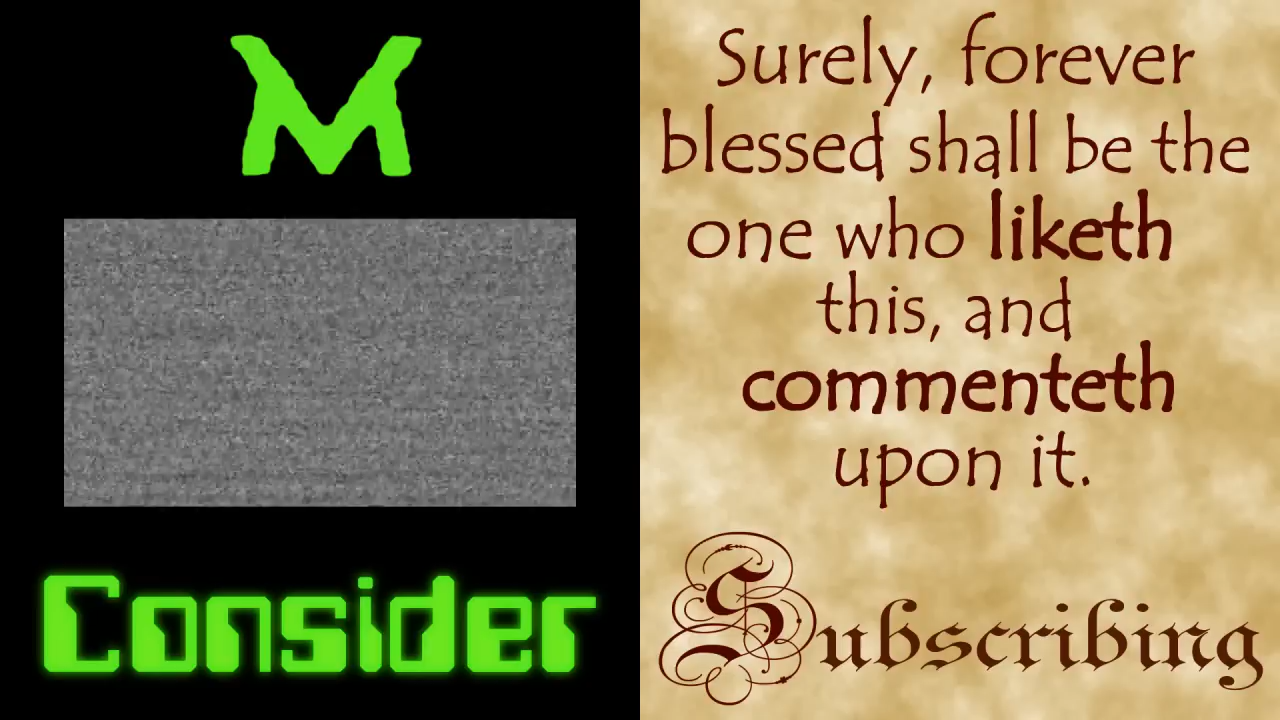 M
Consider
Surely, forever
blessed shall be the
one who liketh
this, and
commenteth
upon it.
Subscribing